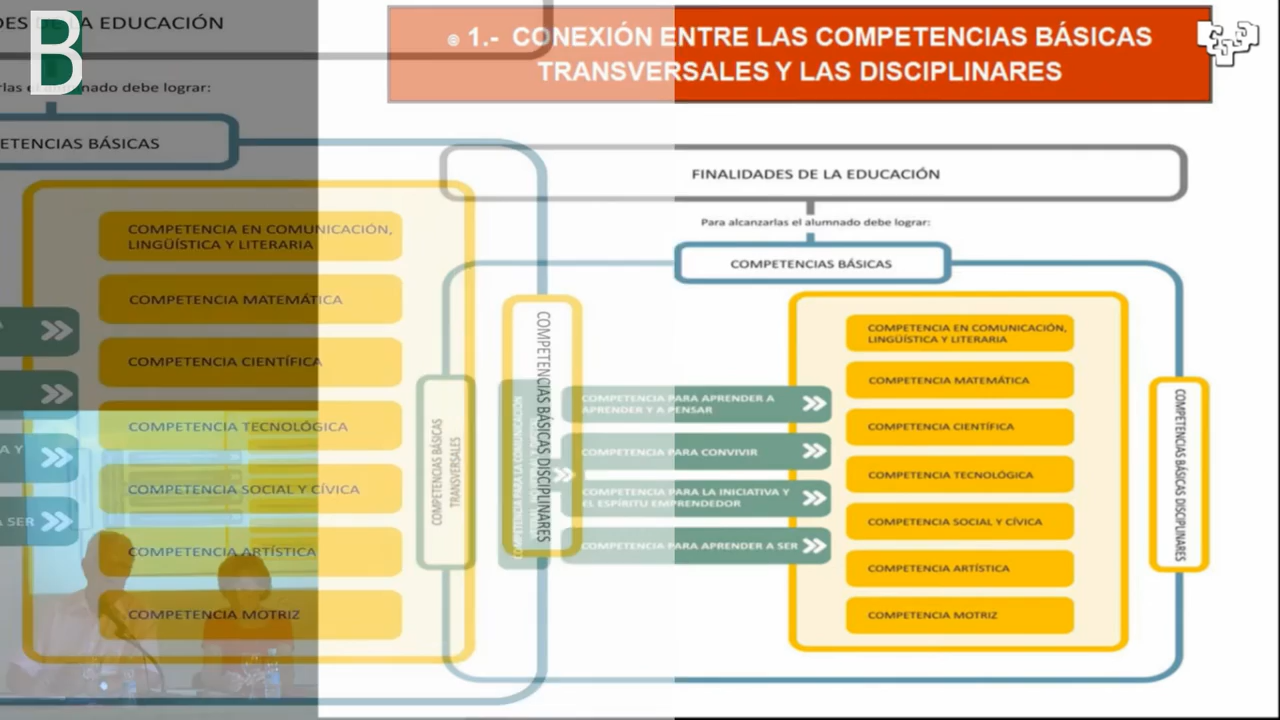 DES DE LA EDUCACIÓN
B
rlas el alumnado debe lograr:
ETENCIAS BÁSICAS
COMPETENCIA EN COMUNICACIÓN,
LINGÜÍSTICA Y LITERARIA
COMPETENCIA MATEMÁTICA
COMPETENCIA CIENTÍFICA
COMPETENCIA TECNOLÓGICA
COMPETENCIA SOCIAL Y CÍVICA
COMPETENCIA ARTÍSTICA
COMPETENCIA MOTRIZ
A Y
A SER
COMPETENCIAS BÁSICAS DISCIPLINARES
1.- CONEXIÓN ENTRE LAS COMPETENCIAS BÁSICAS
TRANSVERSALES Y LAS DISCIPLINARES
FINALIDADES DE LA EDUCACIÓN
Para alcanzarlas el alumnado debe lograr:
COMPETENCIAS BÁSICAS
COMPETENCIAS BÁSICAS
TRANSVERSALES
COMPETENCIA PARA APRENDER A
APRENDER Y A PENSAR
COMPETENCIA PARA CONVIVIR
COMPETENCIA PARA LA INICIATIVA Y
EL ESPÍRITU EMPRENDEDOR
COMPETENCIA PARA APRENDER A SER
COMPETENCIA EN COMUNICACIÓN,
LINGÜÍSTICA Y LITERARIA
COMPETENCIA MATEMÁTICA
COMPETENCIA CIENTÍFICA
COMPETENCIA TECNOLÓGICA
COMPETENCIA SOCIAL Y CÍVICA
COMPETENCIA ARTÍSTICA
COMPETENCIA MOTRIZ
COMPETENCIAS BÁSICAS DISCIPLINARES